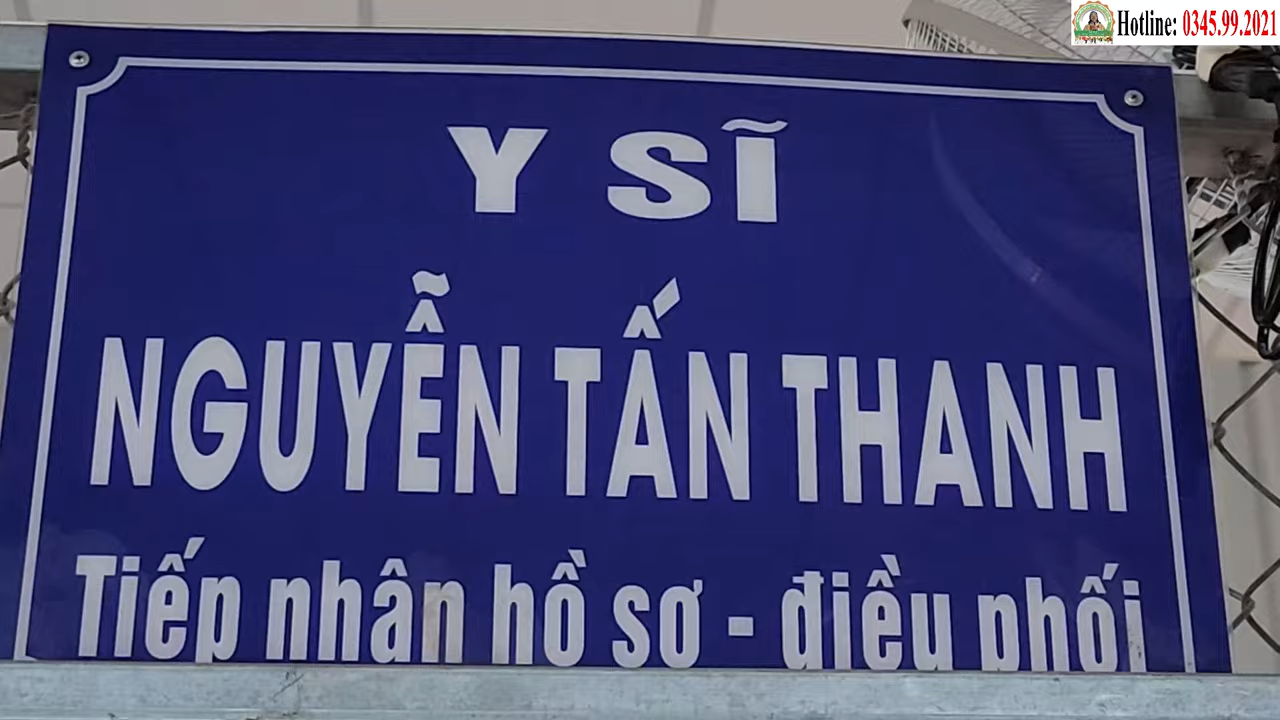 Hotline: 0345.99.2021
Y SĨ
NGUYỄN TẤN THANH
Tiếp nhận hồ sơ - điều phối